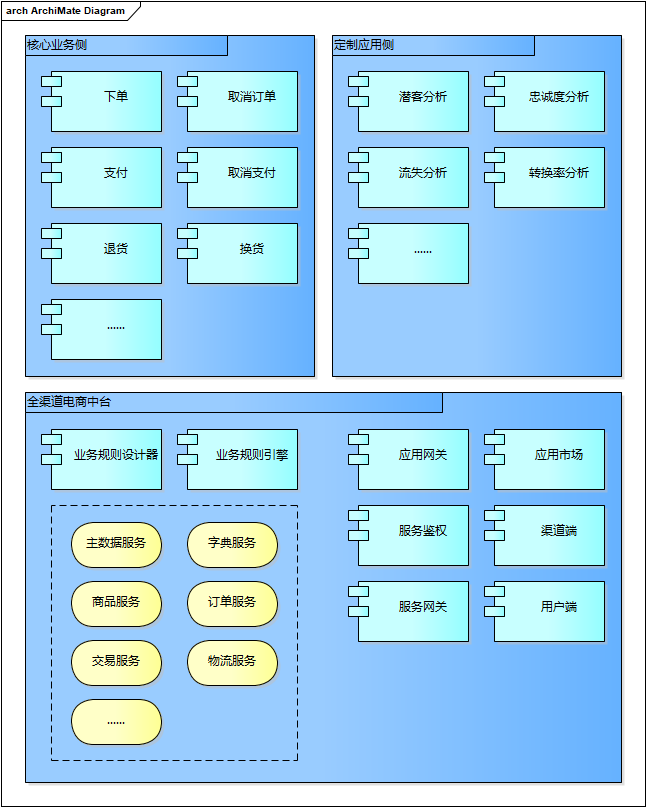 arch ArchiMate Diagram
核心业务侧
下单
取消订单
支付
取消支付
退货
换货
......
定制应用侧
潜客分析
忠诚度分析
流失分析
转换率分析
......
全渠道电商中台
业务规则设计器
业务规则引擎
应用网关
应用市场
服务鉴权
渠道端
服务网关
用户端
主数据服务
字典服务
商品服务
订单服务
交易服务
物流服务
......